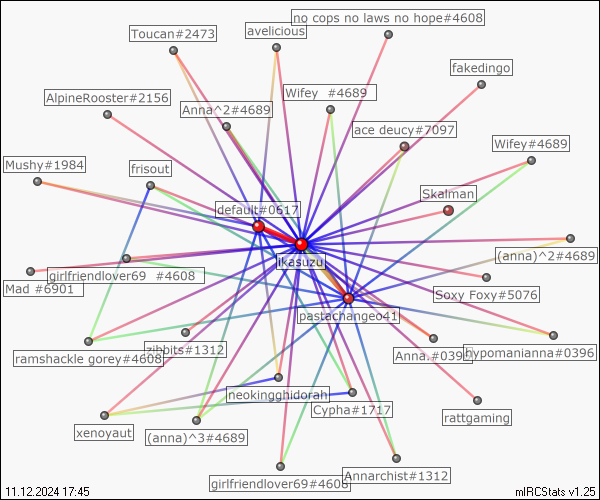 no cops no laws no hope#4608
Toucan#2473
avelicious
fakedingo
AlpineRooster#2156
Wifey  #4689
Anna^2#4689
ace deucy#7097
Wifey#4689
Mushy#1984
frisout
Skalman
default#0617
(anna)^2#4689
ikasuzu
girlfriendlover69  #4608
Mad #6901
Soxy Foxy#5076
pastachangeo41
zibbits#1312
ramshackle gorey#4608
Anna.#039
hypomanianna#0396
neokingghidorah
Cypha#1717
rattgaming
xenoyaut
(anna)^3#4689
Annarchist#1312
girlfriendlover69#4608
11.12.2024 17:45
mIRCStats v1.25